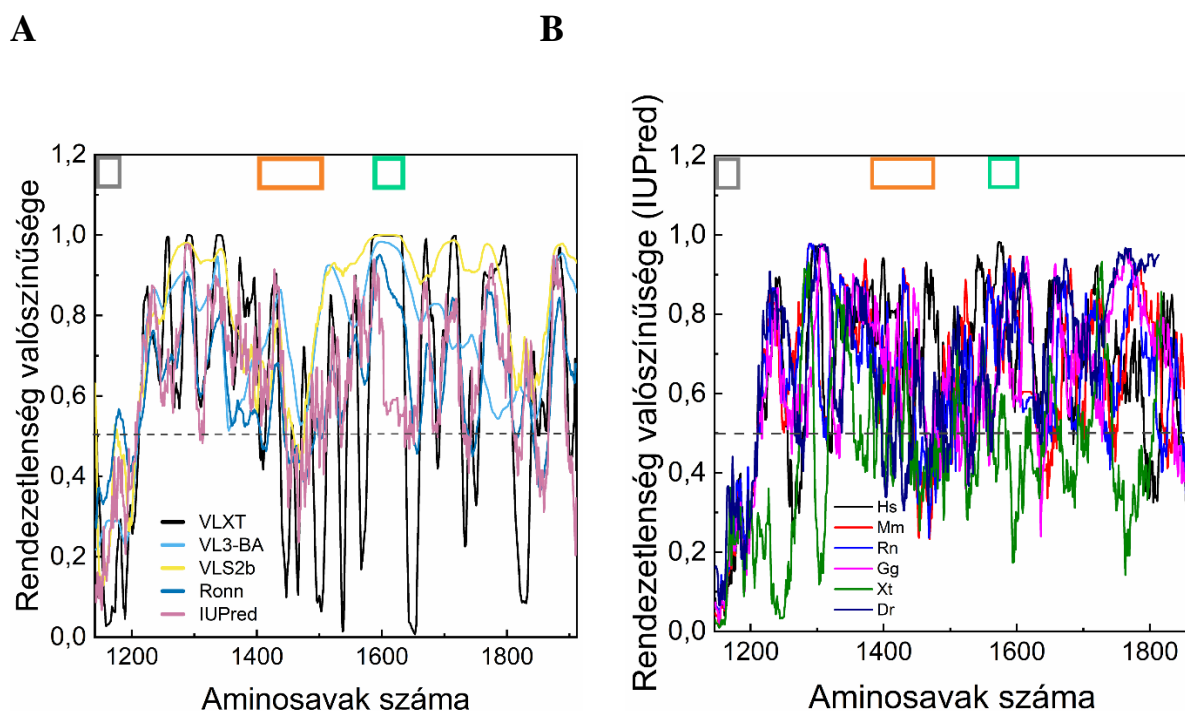 A
B
Rendezetlenség valószínűsége
1,2
1,0
0,8
0,6
0,4
0,2
0,0
VLXT
VL3-BA
VLS2b
Ronn
IUPred
1200
1400
1600
1800
Aminosavak száma
Rendezetlenség valószínűsége (IUPred)
1,2
1,0
0,8
0,6
0,4
0,2
0,0
Hs
Mm
Rn
Gg
Xt
Dr
1200
1400
1600
1800
Aminosavak száma